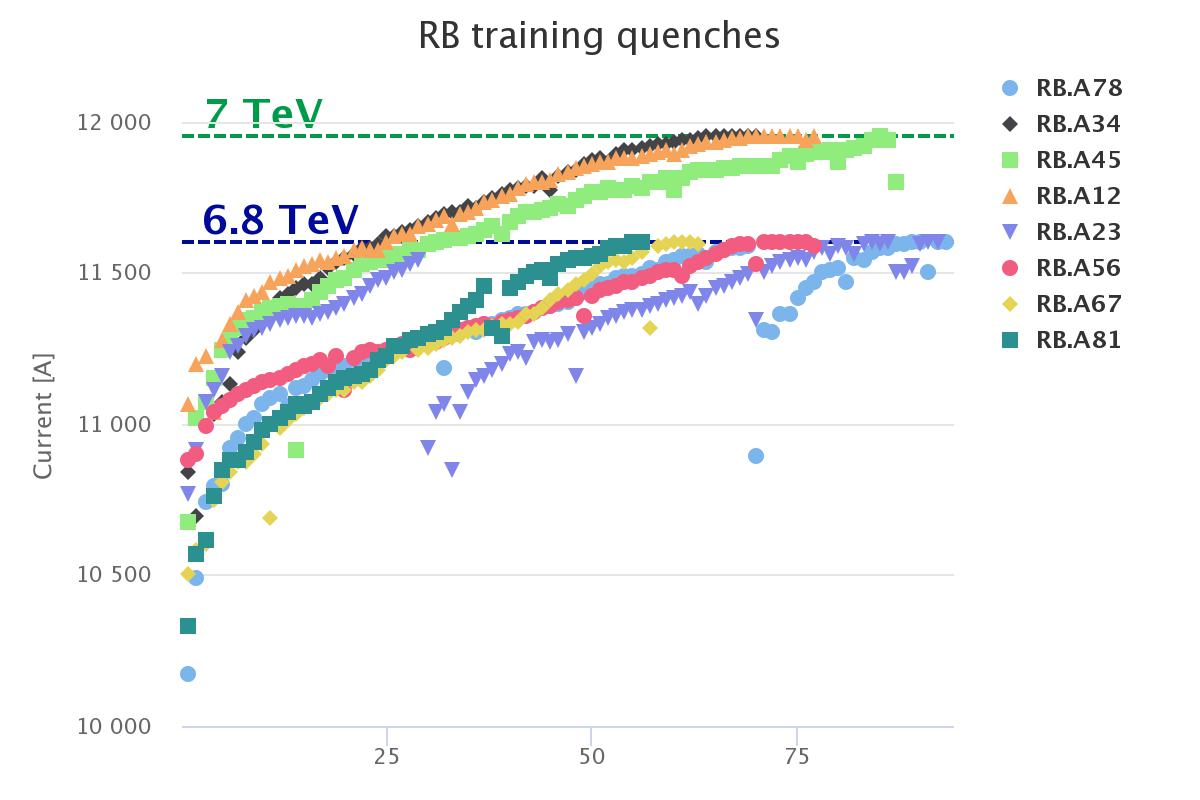 RB training quenches
7 TeV
6.8 TeV
12 000
11 500
11 000
10 500
10 000
Current [A]
25
50
75
RB.A78
RB.A34
RB.A45
RB.A12
RB.A23
RB.A56
RB.A67
RB.A81